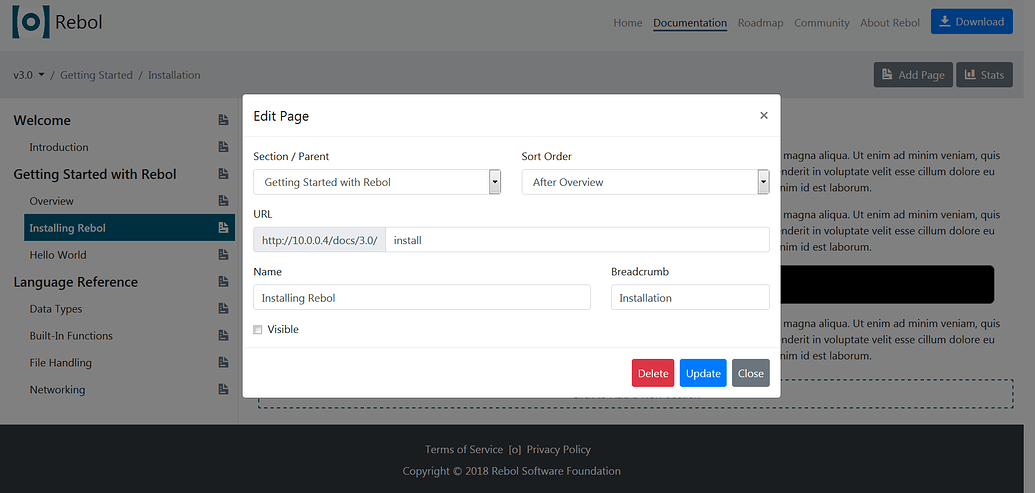 [o] Rebol
Home Documentation Roadmap Community About Rebol Download
v3.0 / Getting Started / Installation
Add Page Stats
Welcome
Introduction
Getting Started with Rebol
Overview
Installing Rebol
Hello World
Language Reference
Data Types
Built-In Functions
File Handling
Networking
Edit Page ×
Section / Parent Sort Order
Getting Started with Rebol After Overview
URL
http://10.0.0.4/docs/3.0/ install
Name Breadcrumb
Installing Rebol Installation
Visible
Delete Update Close
magna aliqua. Ut enim ad minim veniam, quis
nderit in voluptate velit esse cillum dolore eu
nim id est laborum.
magna aliqua. Ut enim ad minim veniam, quis
nderit in voluptate velit esse cillum dolore eu
nim id est laborum.
magna aliqua. Ut enim ad minim veniam, quis
nderit in voluptate velit esse cillum dolore eu
nim id est laborum.
Terms of Service [o] Privacy Policy
Copyright © 2018 Rebol Software Foundation